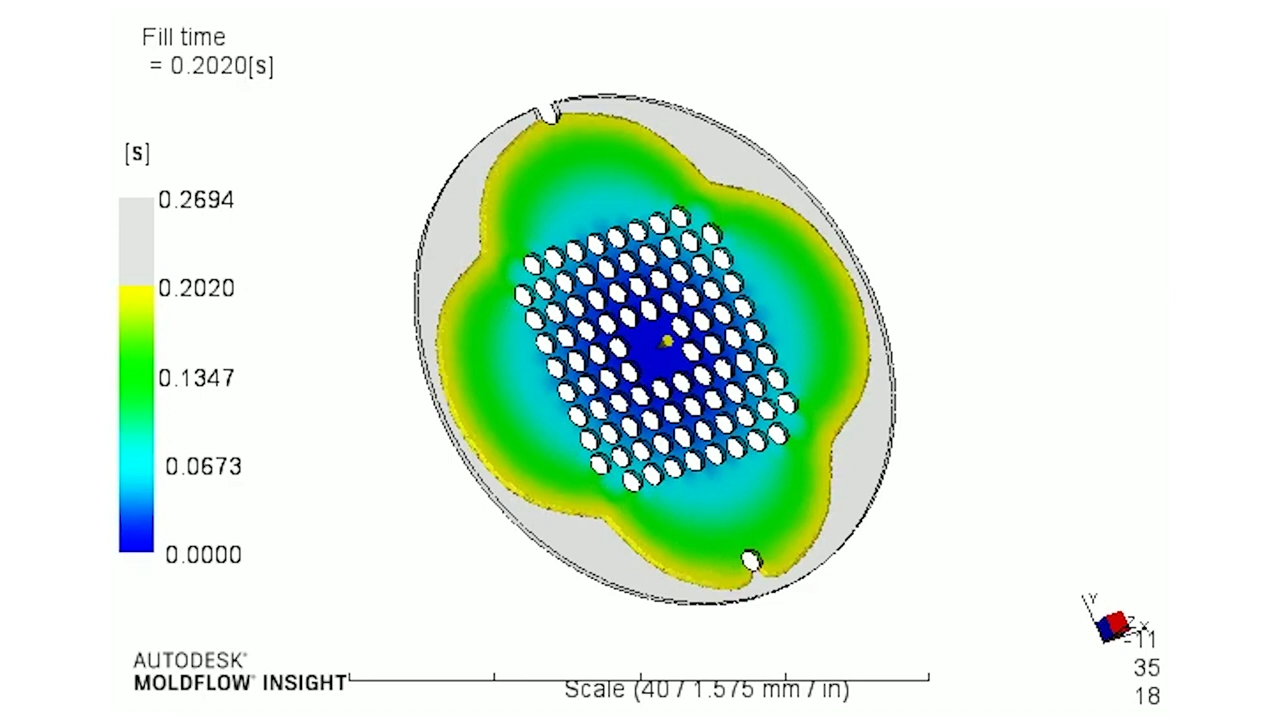 Fill time
= 0.2020[s]
[s]
0.2694
0.2020
0.1347
0.0673
0.0000
AUTODESK®
MOLDFLOW® INSIGHT
Scale (40 / 1.575 mm / in)
Y
Z X
-11
35
18